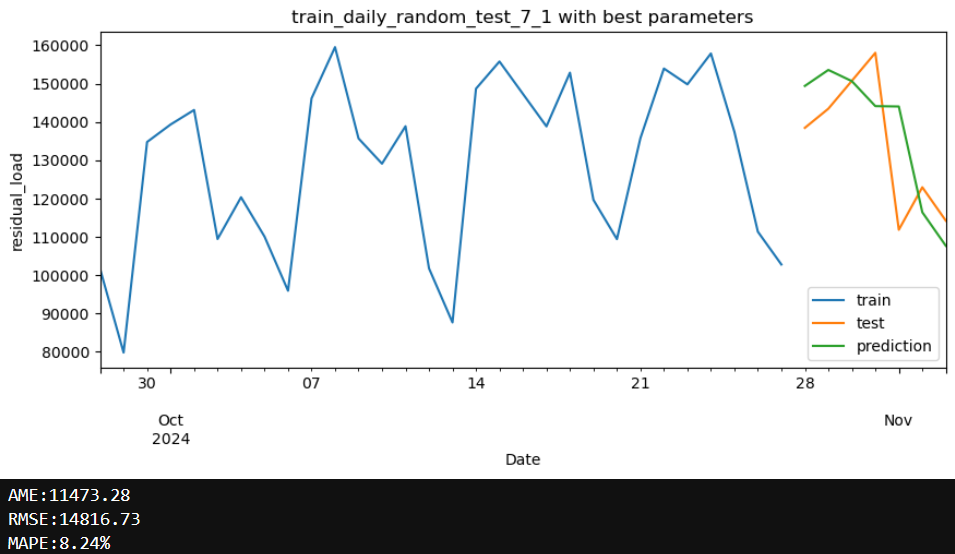 train_daily_random_test_7_1 with best parameters
160000
150000
140000
130000
120000
110000
100000
90000
80000
residual_load
train
test
prediction
30 07 14 21 28
Oct Nov
2024
Date
AME:11473.28
RMSE:14816.73
MAPE:8.24%